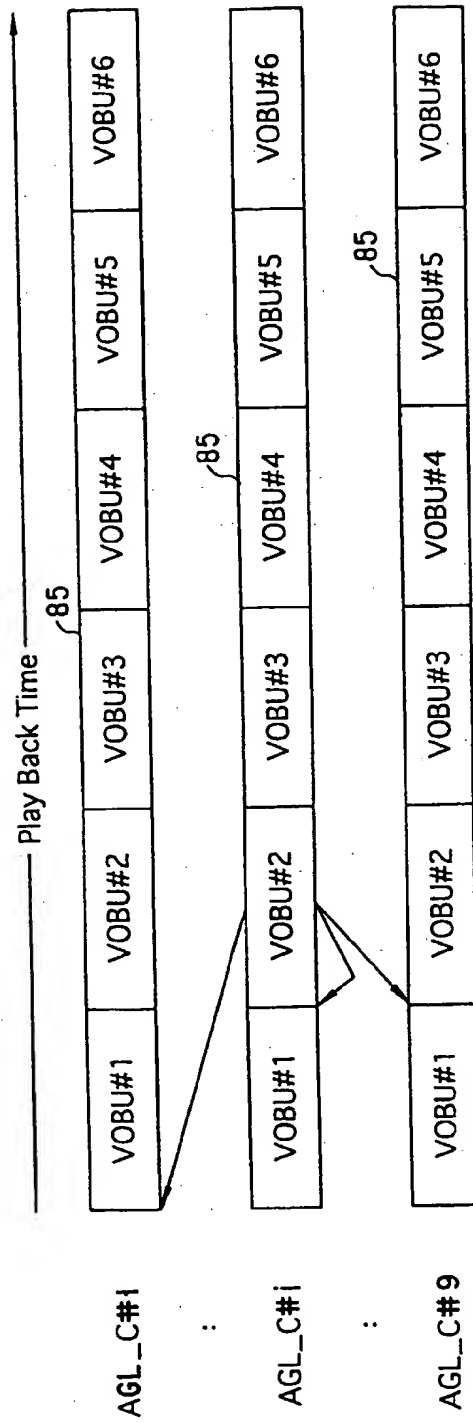 Play Back Time
85
AGL_C#1 VOBU#1 VOBU#2 VOBU#3 VOBU#4 VOBU#5 VOBU#6
:
85
AGL_C#i VOBU#1 VOBU#2 VOBU#3 VOBU#4 VOBU#5 VOBU#6
:
85
AGL_C#9 VOBU#1 VOBU#2 VOBU#3 VOBU#4 VOBU#5 VOBU#6